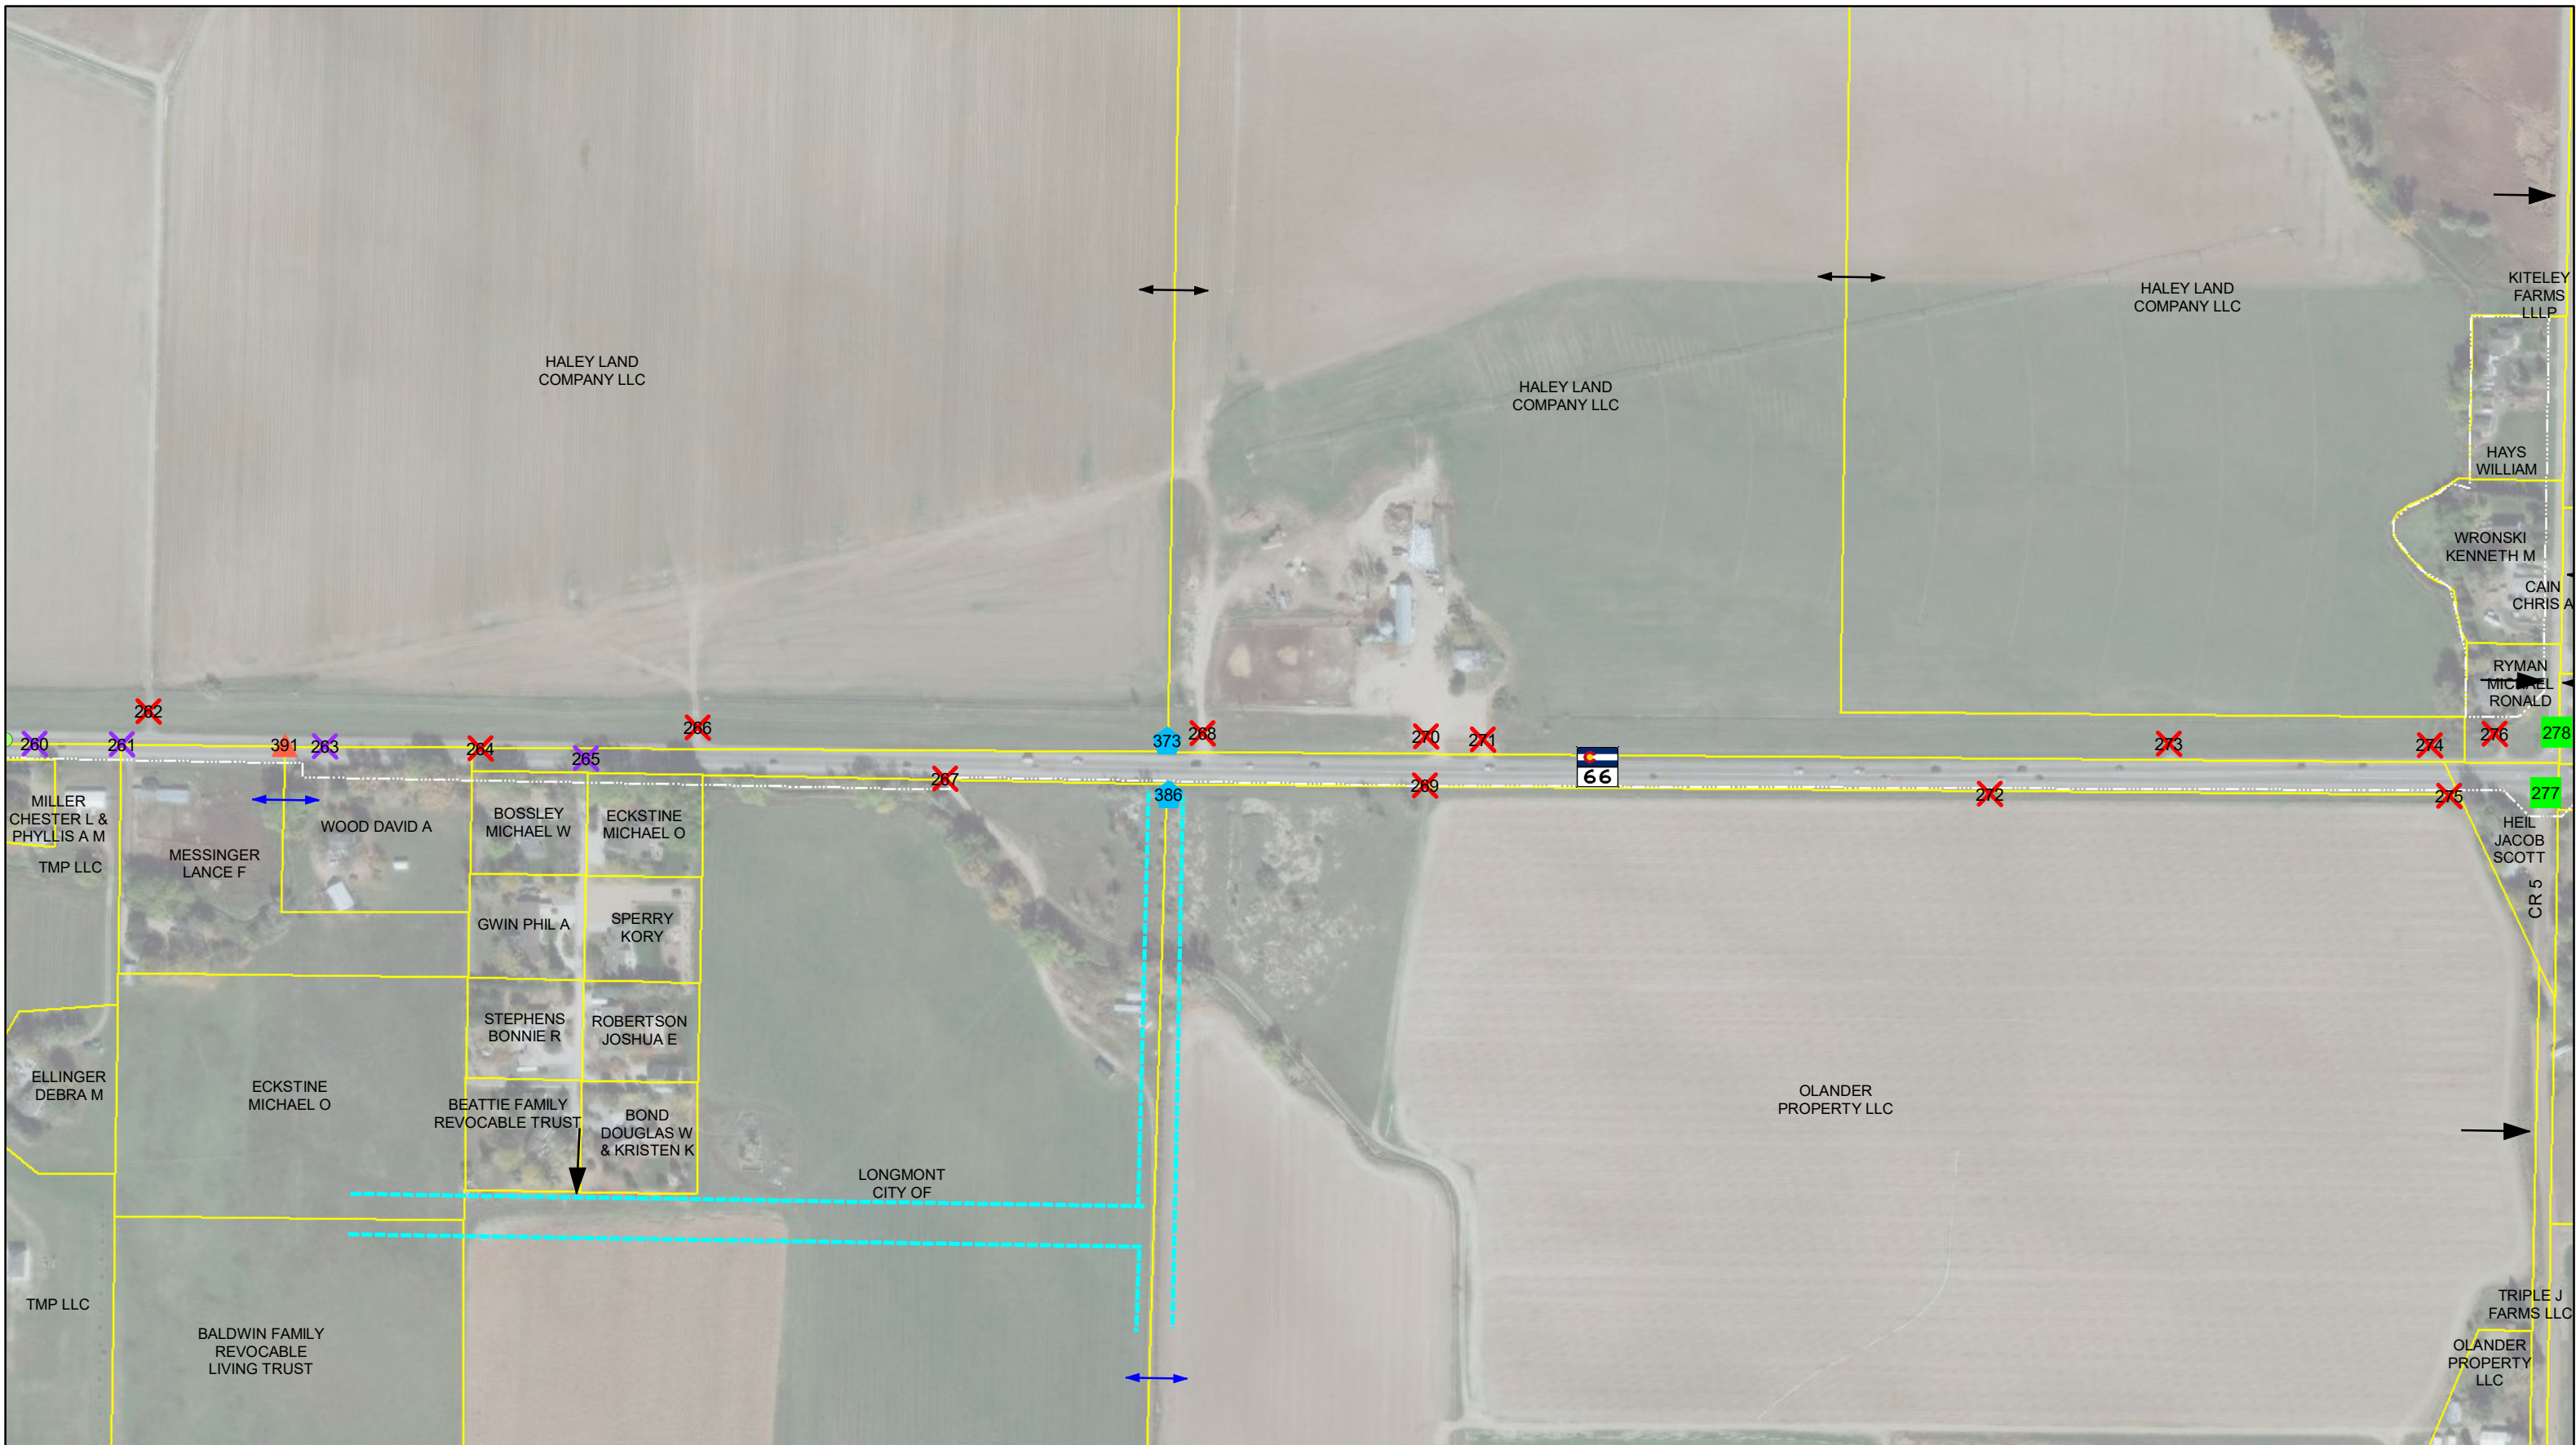 KITELEY
FARMS
LLLP
HALEY LAND
COMPANY LLC
HALEY LAND
COMPANY LLC
HALEY LAND
COMPANY LLC
HAYS
WILLIAM
WRONSKI
KENNETH M
CAIN
CHRIS A
RYMAN
MICHAEL
RONALD
262
266
268
270
271
273
274
276
278
260
261
391
263
264
265
373
267
386
269
66
272
275
277
MILLER
CHESTER L &
PHYLLIS A M
TMP LLC
MESSINGER
LANCE F
WOOD DAVID A
BOSSLEY
MICHAEL W
ECKSTINE
MICHAEL O
HEIL
JACOB
SCOTT
CR 5
GWIN PHIL A
SPERRY
KORY
STEPHENS
BONNIE R
ROBERTSON
JOSHUA E
ELLINGER
DEBRA M
ECKSTINE
MICHAEL O
BEATTIE FAMILY
REVOCABLE TRUST
BOND
DOUGLAS W
& KRISTEN K
OLANDER
PROPERTY LLC
LONGMONT
CITY OF
TMP LLC
BALDWIN FAMILY
REVOCABLE
LIVING TRUST
TRIPLE J
FARMS LLC
OLANDER
PROPERTY
LLC